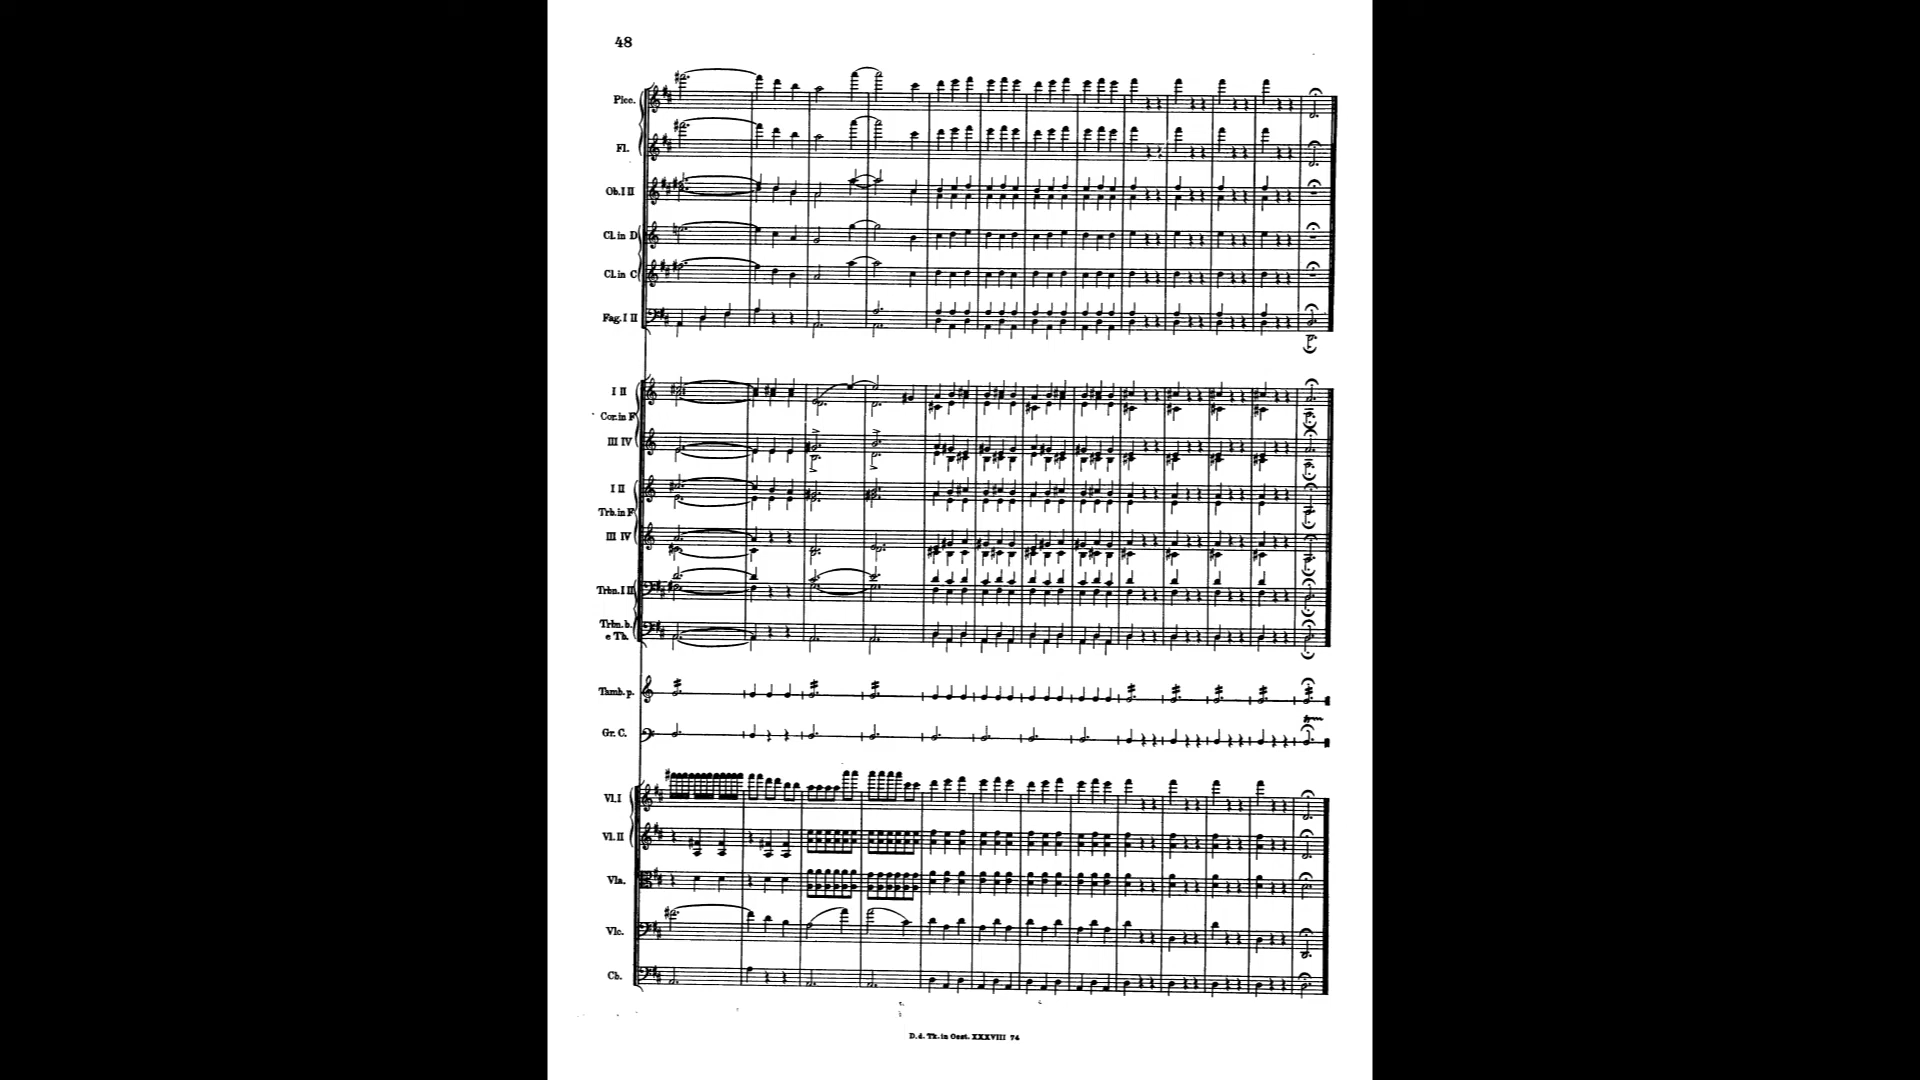 48
Picc.
Fl.
Ob. I II
Cl. in D
Cl. in C
Fag. I II
I II
Cor. in F
III IV
I II
Trb. in F
III IV
Trbn. I II
Trbn. b.
e Tb.
Tamb. p.
Gr. C.
Vl. I
Vl. II
Vla.
Vlc.
Cb.
D. d. Tk. in Oest. XXXVIII 74